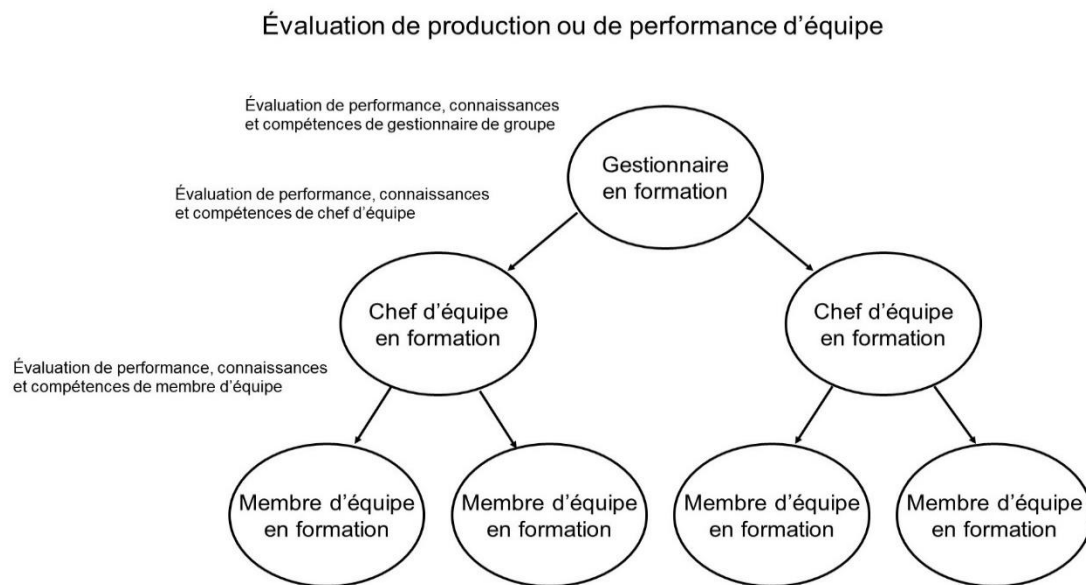 Évaluation de production ou de performance d’équipe
Évaluation de performance, connaissances
et compétences de gestionnaire de groupe
Gestionnaire
en formation
Évaluation de performance, connaissances
et compétences de chef d’équipe
Chef d’équipe
en formation
Chef d’équipe
en formation
Évaluation de performance, connaissances
et compétences de membre d’équipe
Membre d’équipe
en formation
Membre d’équipe
en formation
Membre d’équipe
en formation
Membre d’équipe
en formation